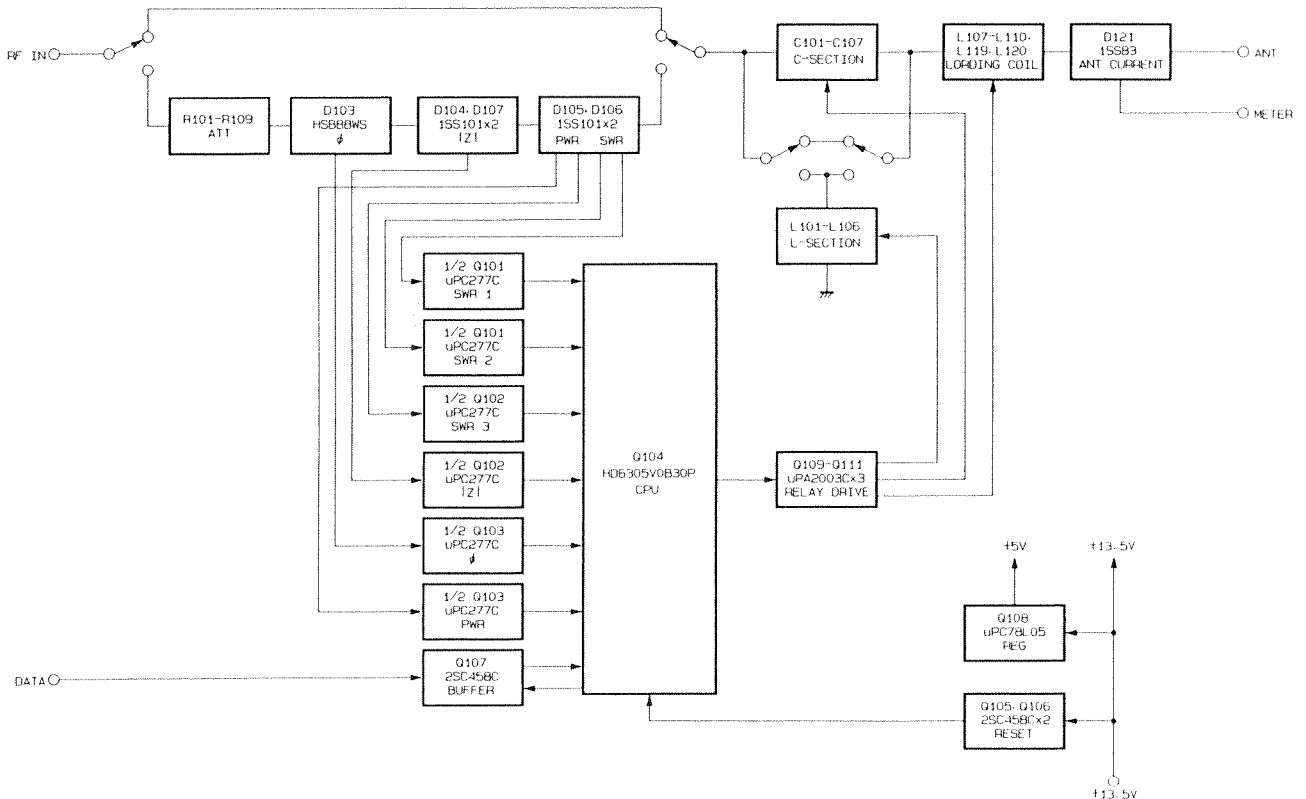 RF IN
R101-R109
ATT
D103
HSB88WS
ϕ
D104, D107
1SS101x2
|Z|
D105, D106
1SS101x2
PWR SWR
C101-C107
C-SECTION
L107-L110,
L119, L120
LOADING COIL
D121
1SS83
ANT CURRENT
ANT
METER
L101-L106
L-SECTION
1/2 Q101
uPC277C
SWR 1
1/2 Q101
uPC277C
SWR 2
1/2 Q102
uPC277C
SWR 3
1/2 Q102
uPC277C
|Z|
1/2 Q103
uPC277C
ϕ
1/2 Q103
uPC277C
PWR
Q107
2SC458C
BUFFER
DATA
Q104
HD6305V0B30P
CPU
Q109-Q111
uPA2003Cx3
RELAY DRIVE
+5V
+13.5V
Q108
uPC78L05
REG
Q105, Q106
2SC458Cx2
RESET
+13.5V